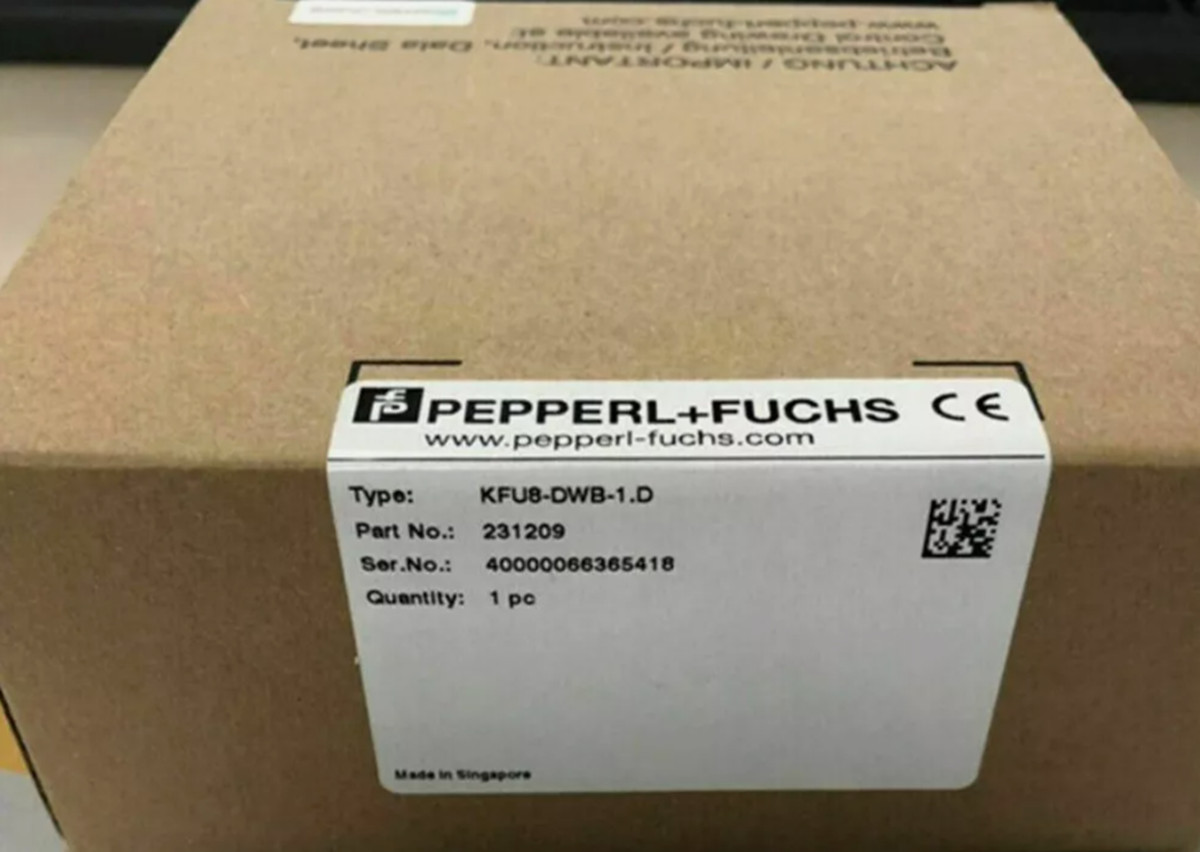 ACHTUNG / IMPORTANT:
Betriebsanleitung / Instruction, Data Sheet,
Control Drawing available at
www.pepperl-fuchs.com
PEPPERL+FUCHS CE
www.pepperl-fuchs.com
Type: KFU8-DWB-1.D
Part No.: 231209
Ser.No.: 40000066365418
Quantity: 1 pc
Made in Singapore